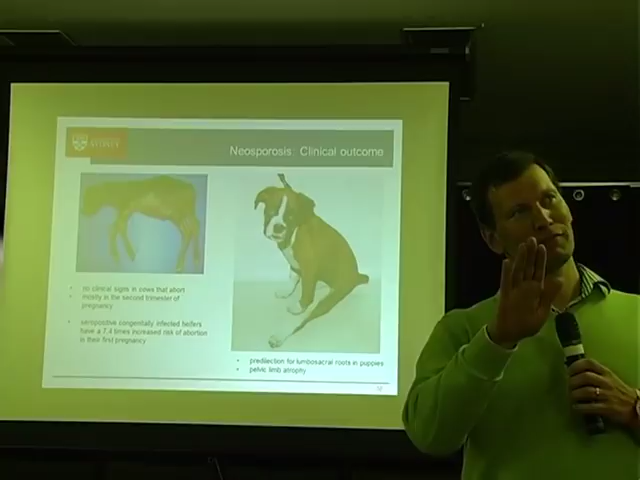 Neosporosis: Clinical outcome
no clinical signs in cows that abort
mostly in the second trimester of
pregnancy
seropositive congenitally infected heifers
have a 7.4 times increased risk of abortion
in their first pregnancy
predilection for lumbosacral roots in puppies
pelvic limb atrophy